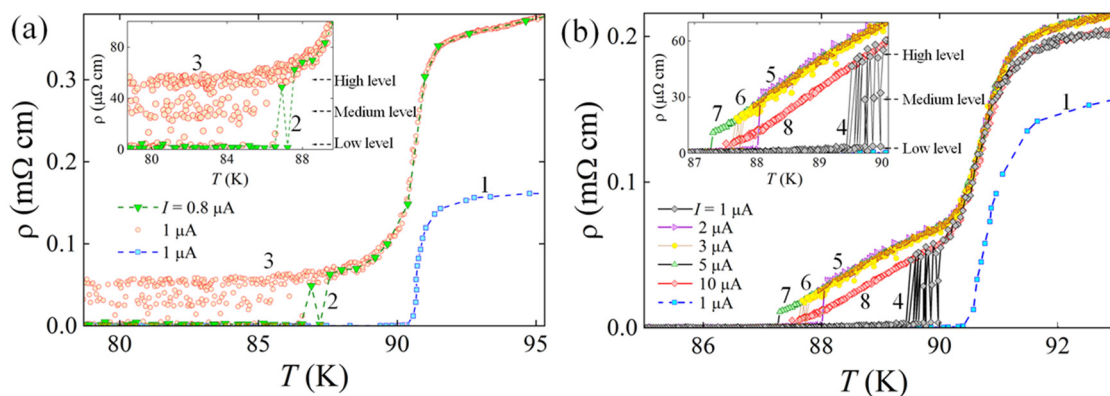 (a)
ρ (mΩ cm)
0.3
0.2
0.1
0.0
80
85
90
95
T (K)
ρ (μΩ cm)
80
40
0
80
82
84
86
88
T (K)
3
2
High level
Medium level
Low level
I = 0.8 μA
1 μA
1 μA
1
3
2
(b)
ρ (mΩ cm)
0.2
0.1
0.0
86
88
90
92
T (K)
ρ (μΩ cm)
60
30
0
87
88
89
90
T (K)
7
6
5
8
4
High level
Medium level
Low level
I = 1 μA
2 μA
3 μA
5 μA
10 μA
1 μA
1
7
6
5
8
4